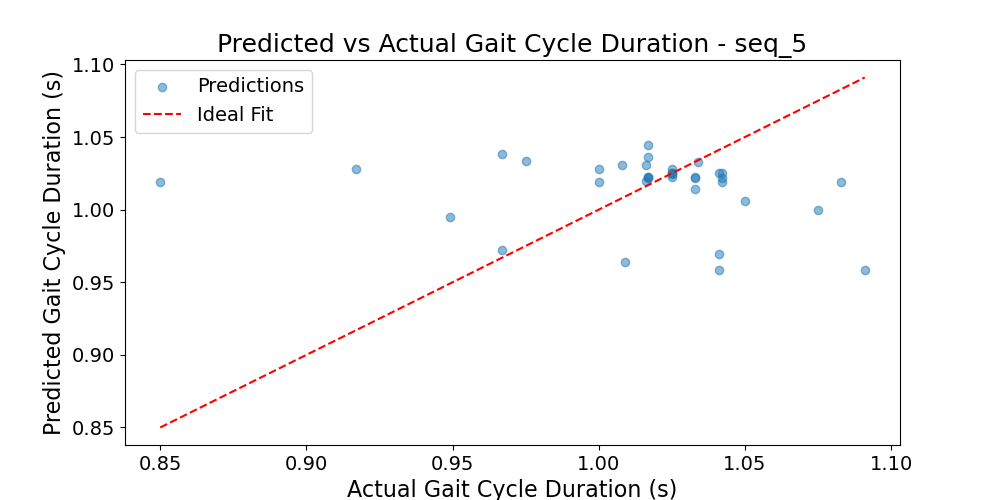 Predicted vs Actual Gait Cycle Duration - seq_5
Predictions
Ideal Fit
Predicted Gait Cycle Duration (s)
1.10
1.05
1.00
0.95
0.90
0.85
0.85 0.90 0.95 1.00 1.05 1.10
Actual Gait Cycle Duration (s)